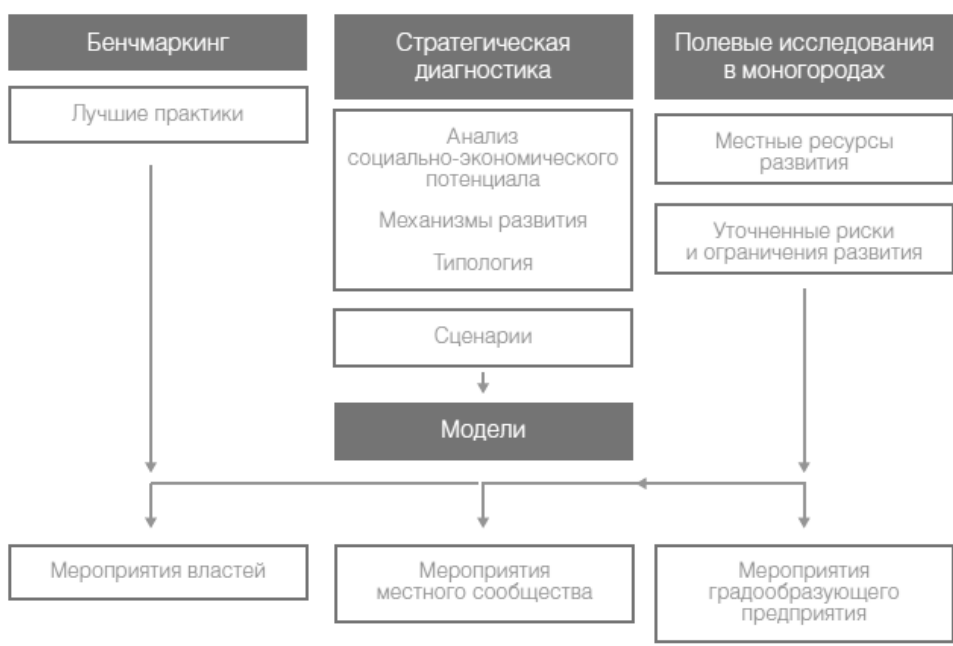 Бенчмаркинг
Лучшие практики
Стратегическая
диагностика
Анализ
социально-экономического
потенциала
Механизмы развития
Типология
Сценарии
Модели
Полевые исследования
в моногородах
Местные ресурсы
развития
Уточненные риски
и ограничения развития
Мероприятия властей
Мероприятия
местного сообщества
Мероприятия
градообразующего
предприятия